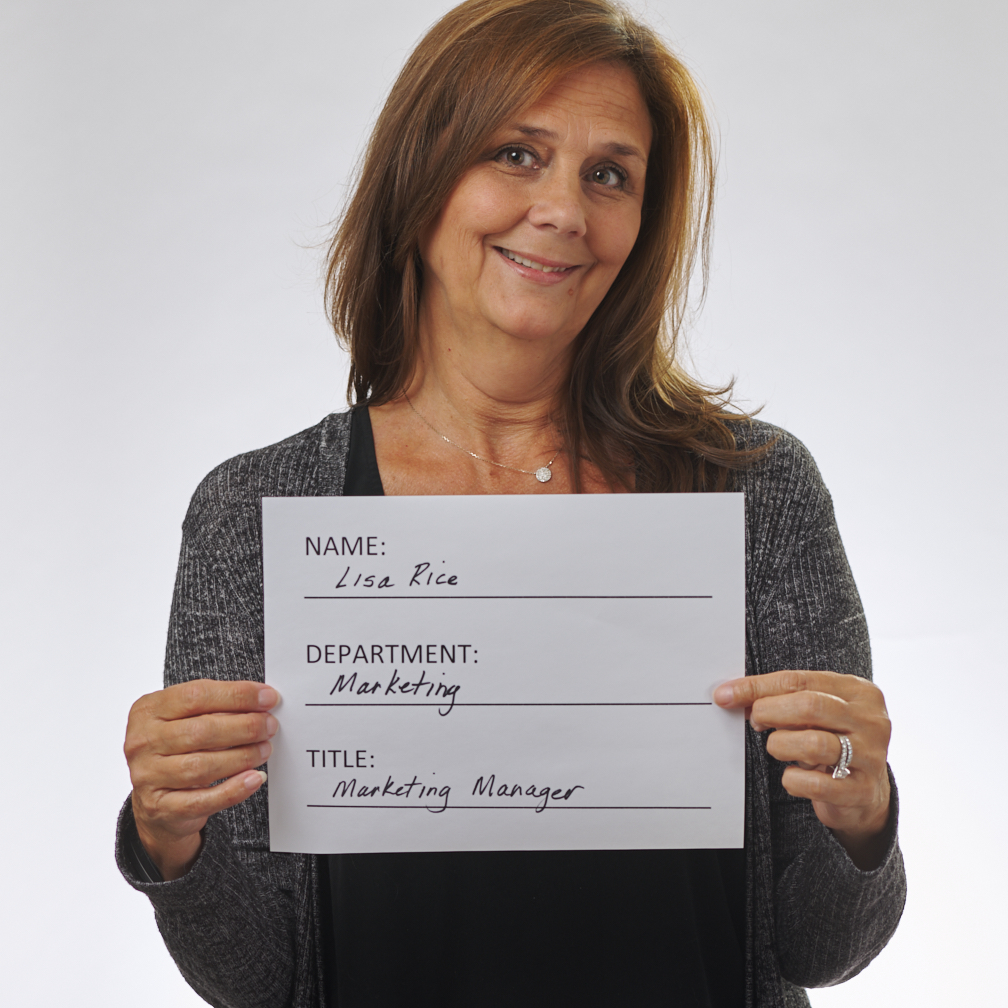 NAME:
Lisa Rice
DEPARTMENT:
Marketing
TITLE:
Marketing Manager